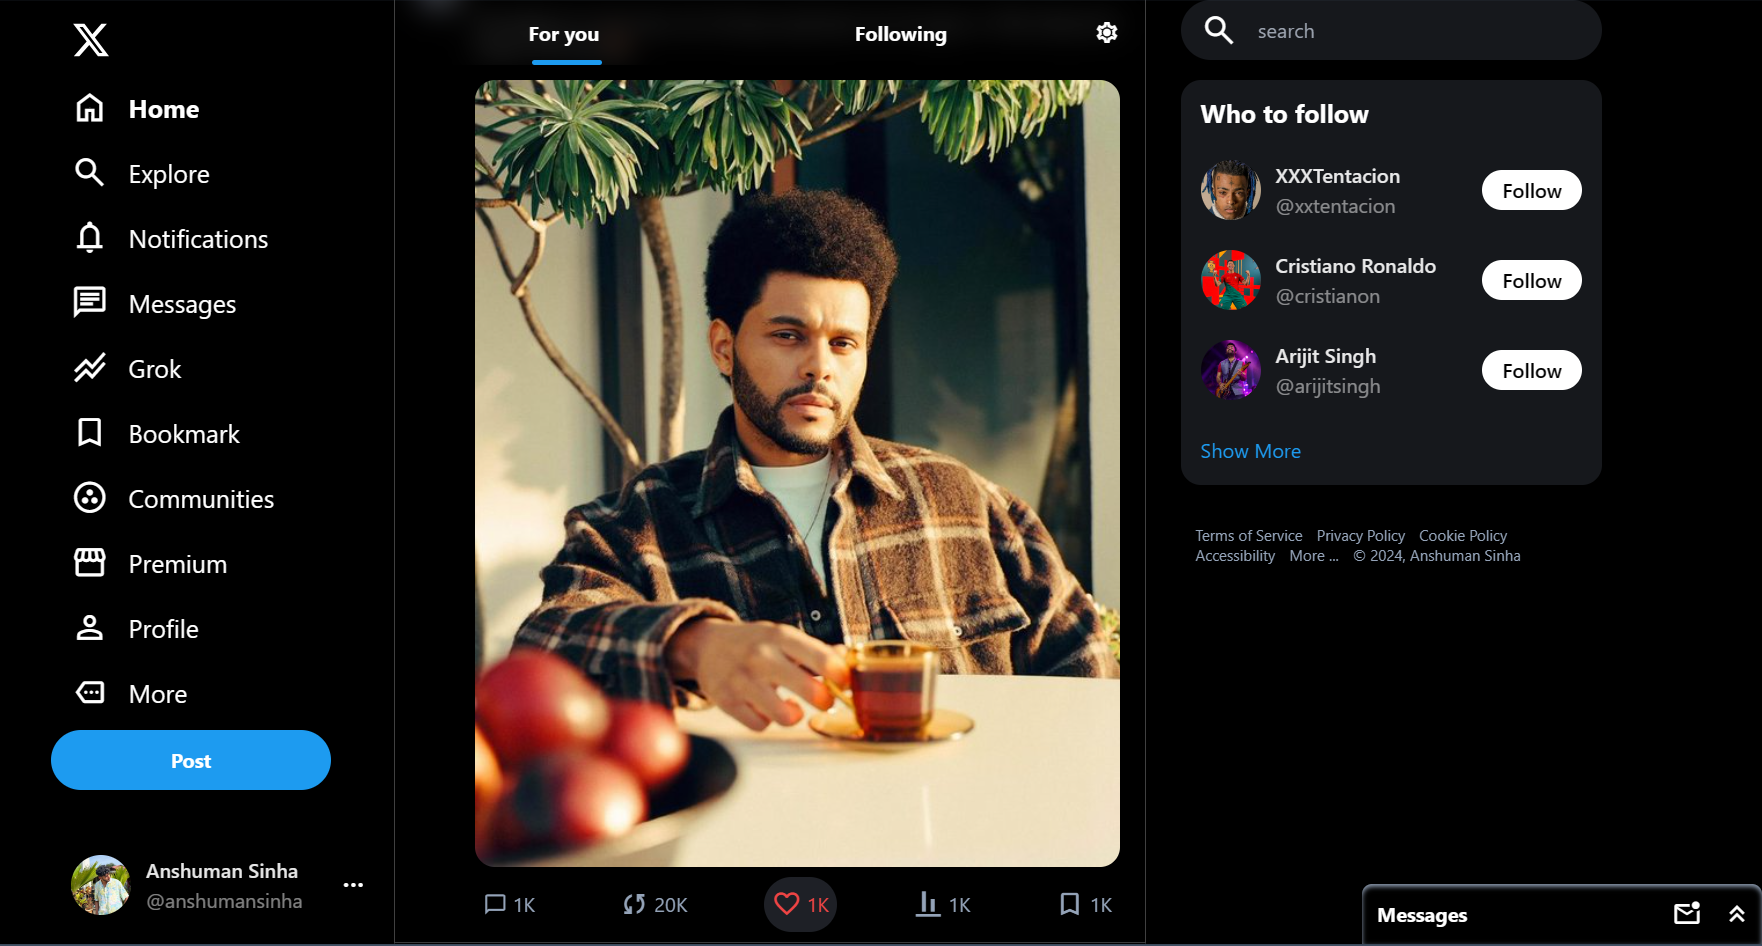 Home
Explore
Notifications
Messages
Grok
Bookmark
Communities
Premium
Profile
More
Post
Anshuman Sinha
@anshumansinha
For you
Following
1K
20K
1K
1K
1K
search
Who to follow
XXXTentacion
@xxtentacion
Follow
Cristiano Ronaldo
@cristianon
Follow
Arijit Singh
@arijitsingh
Follow
Show More
Terms of Service Privacy Policy Cookie Policy
Accessibility More ... © 2024, Anshuman Sinha
Messages